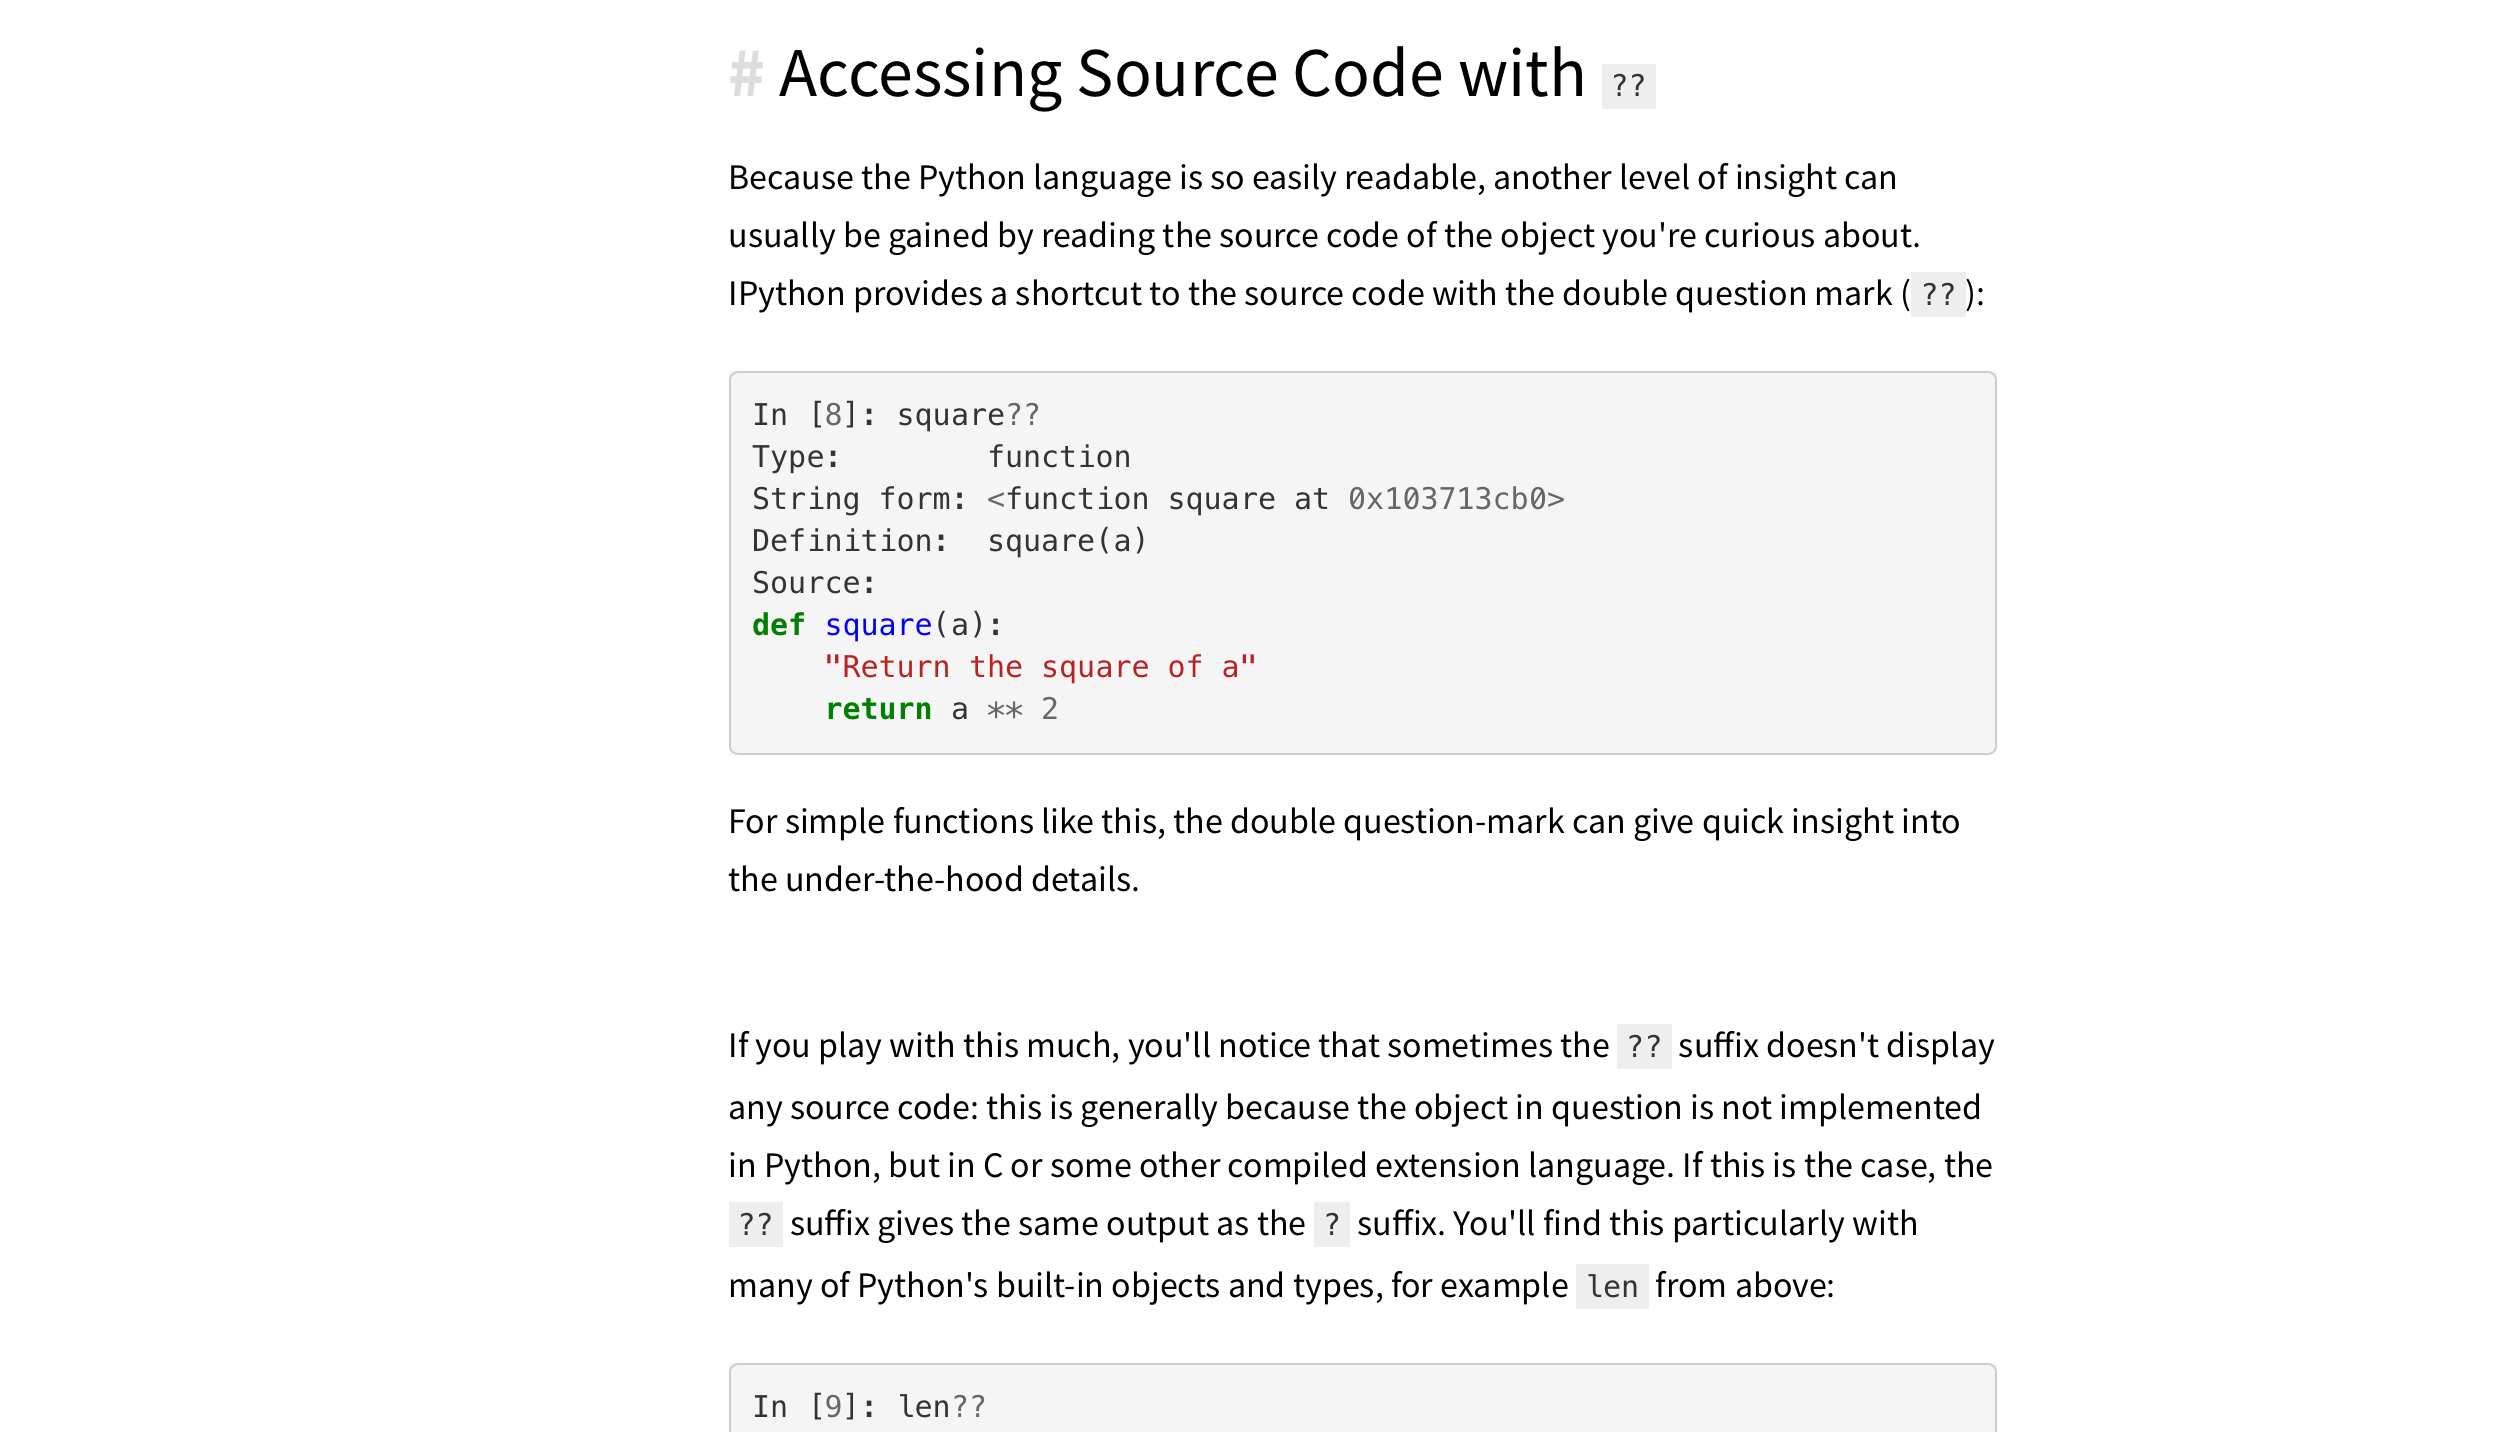 # Accessing Source Code with ??
Because the Python language is so easily readable, another level of insight can
usually be gained by reading the source code of the object you're curious about.
IPython provides a shortcut to the source code with the double question mark ( ?? ):
In [8]: square??
Type:        function
String form: <function square at 0x103713cb0>
Definition:  square(a)
Source:
def square(a):
    "Return the square of a"
    return a ** 2
For simple functions like this, the double question-mark can give quick insight into
the under-the-hood details.
If you play with this much, you'll notice that sometimes the ?? suffix doesn't display
any source code: this is generally because the object in question is not implemented
in Python, but in C or some other compiled extension language. If this is the case, the
?? suffix gives the same output as the ? suffix. You'll find this particularly with
many of Python's built-in objects and types, for example len from above:
In [9]: len??